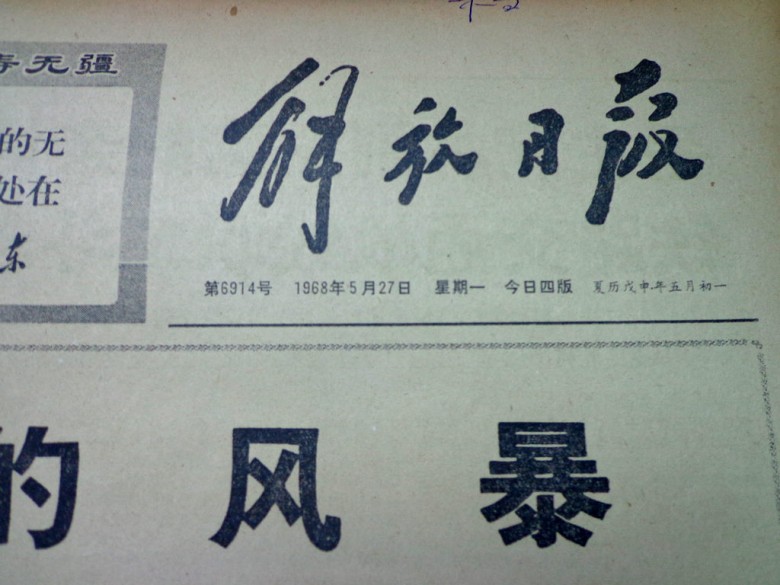 寿无疆
的无
处在
东
解放日报
第6914号 1968年5月27日 星期一 今日四版 夏历戊申年五月初一
的风暴